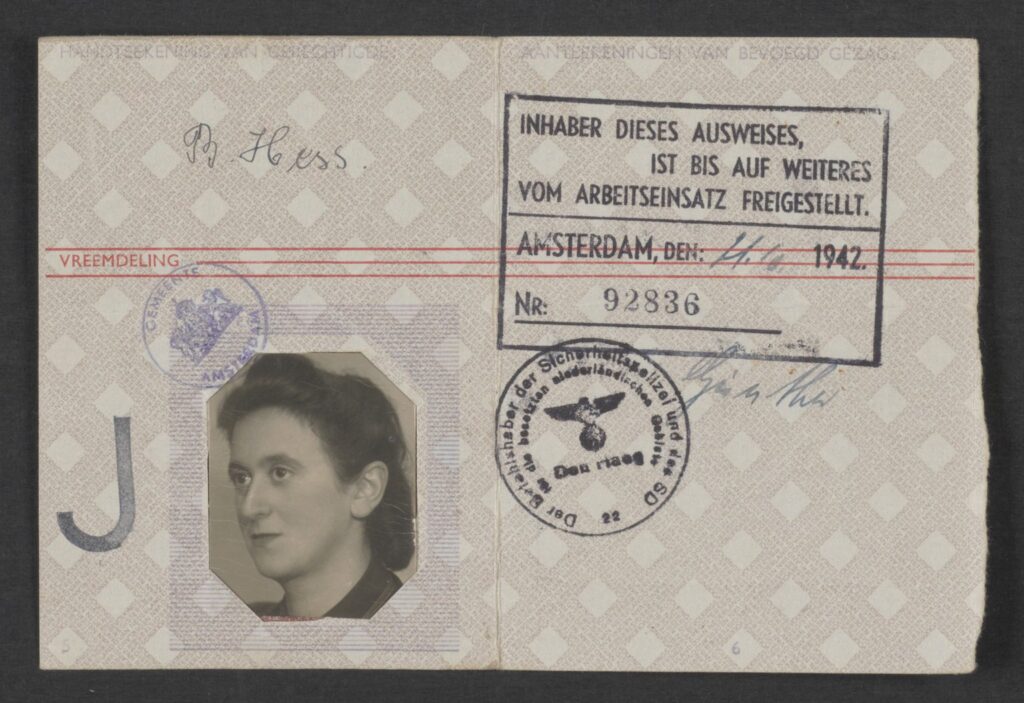 HANDTEEKENING VAN GERECHTIGDE:
B. Hess.
VREEMDELING
GEMEENTE
AMSTERDAM
J
5
AANTEEKENINGEN VAN BEVOEGD GEZAG:
INHABER DIESES AUSWEISES,
IST BIS AUF WEITERES
VOM ARBEITSEINSATZ FREIGESTELLT.
AMSTERDAM, DEN: 1942.
NR: 92836
Der Befehlshaber der Sicherheitspolizei und des SD
für die besetzten niederländischen Gebiete
Den Haag
22
6